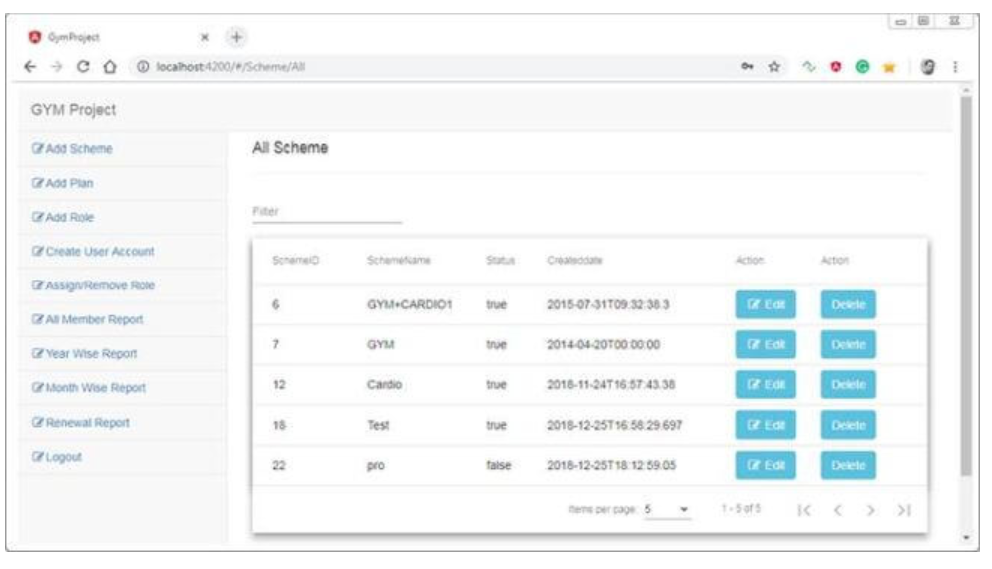 GymProject
localhost:4200/#/Scheme/All
GYM Project
Add Scheme
Add Plan
Add Role
Create User Account
Assign/Remove Role
All Member Report
Year Wise Report
Month Wise Report
Renewal Report
Logout
All Scheme
Filter
SchemeID SchemeName Status Createddate Action Action
6 GYM+CARDIO1 true 2015-07-31T09:32:38.3 Edit Delete
7 GYM true 2014-04-20T00:00:00 Edit Delete
12 Cardio true 2018-11-24T16:57:43.38 Edit Delete
18 Test true 2018-12-25T16:58:29.697 Edit Delete
22 pro false 2018-12-25T18:12:59.05 Edit Delete
Items per page: 5 1 - 5 of 5